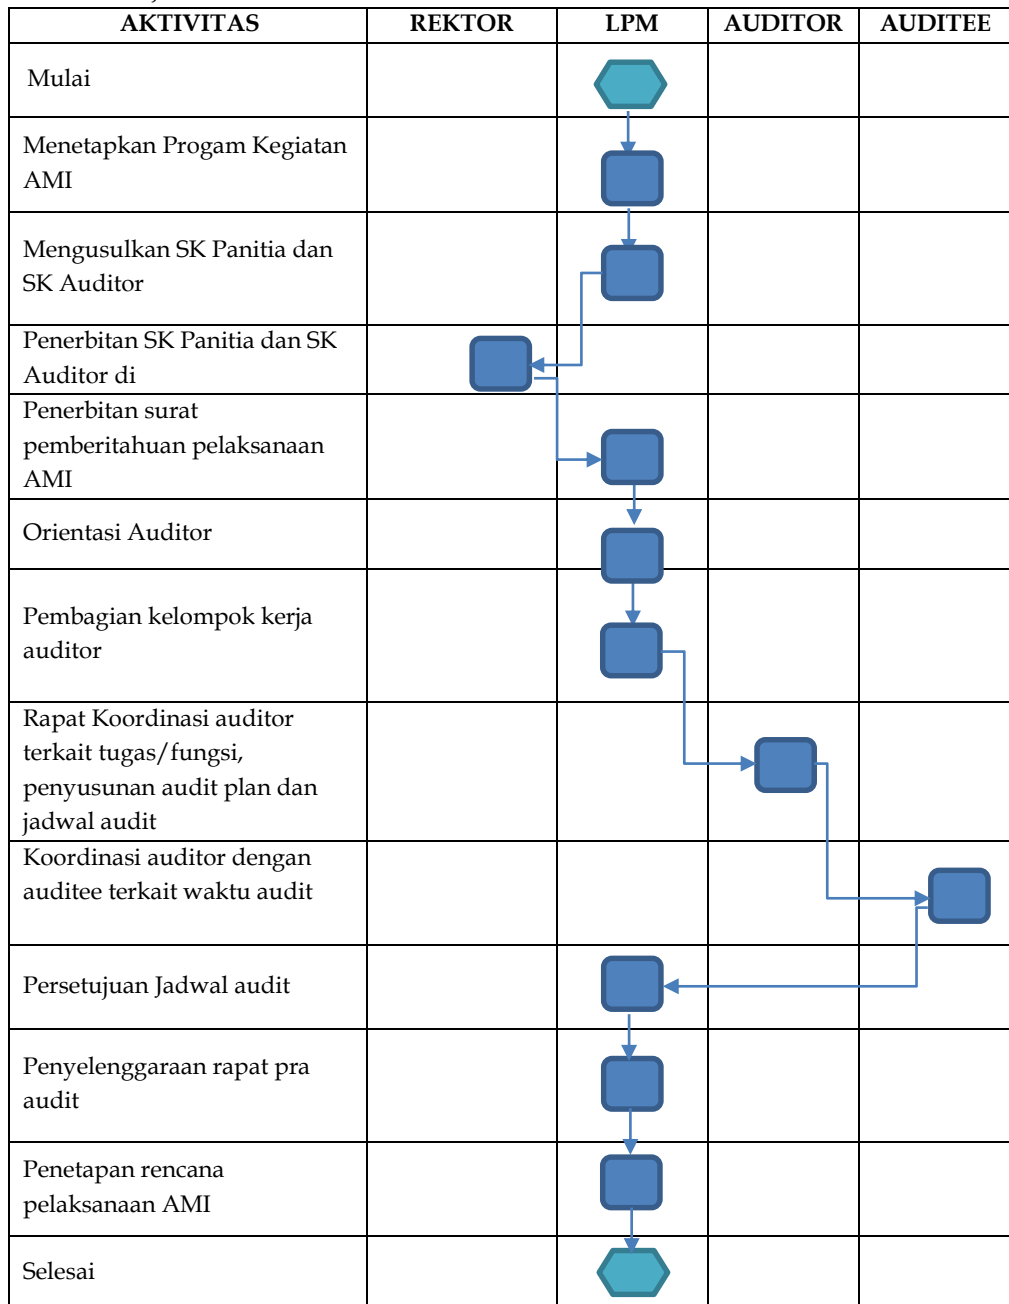 AKTIVITAS REKTOR LPM AUDITOR AUDITEE
Mulai
Menetapkan Progam Kegiatan
AMI
Mengusulkan SK Panitia dan
SK Auditor
Penerbitan SK Panitia dan SK
Auditor di
Penerbitan surat
pemberitahuan pelaksanaan
AMI
Orientasi Auditor
Pembagian kelompok kerja
auditor
Rapat Koordinasi auditor
terkait tugas/fungsi,
penyusunan audit plan dan
jadwal audit
Koordinasi auditor dengan
auditee terkait waktu audit
Persetujuan Jadwal audit
Penyelenggaraan rapat pra
audit
Penetapan rencana
pelaksanaan AMI
Selesai